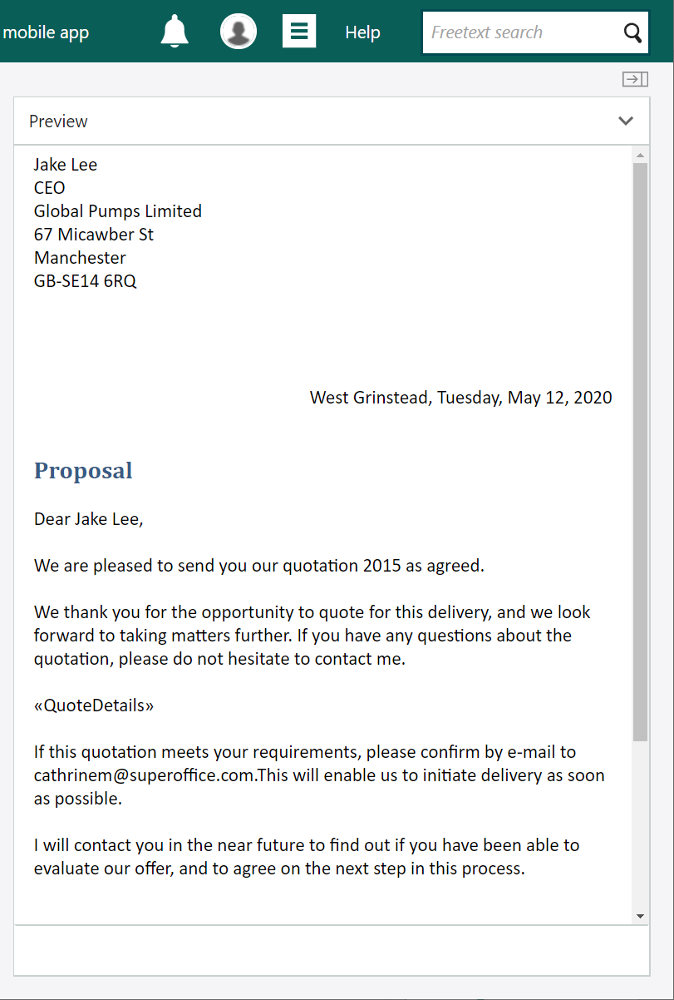 mobile app
Help
Freetext search
Preview
Jake Lee
CEO
Global Pumps Limited
67 Micawber St
Manchester
GB-SE14 6RQ
West Grinstead, Tuesday, May 12, 2020
Proposal
Dear Jake Lee,
We are pleased to send you our quotation 2015 as agreed.
We thank you for the opportunity to quote for this delivery, and we look
forward to taking matters further. If you have any questions about the
quotation, please do not hesitate to contact me.
«QuoteDetails»
If this quotation meets your requirements, please confirm by e-mail to
cathrinem@superoffice.com.This will enable us to initiate delivery as soon
as possible.
I will contact you in the near future to find out if you have been able to
evaluate our offer, and to agree on the next step in this process.